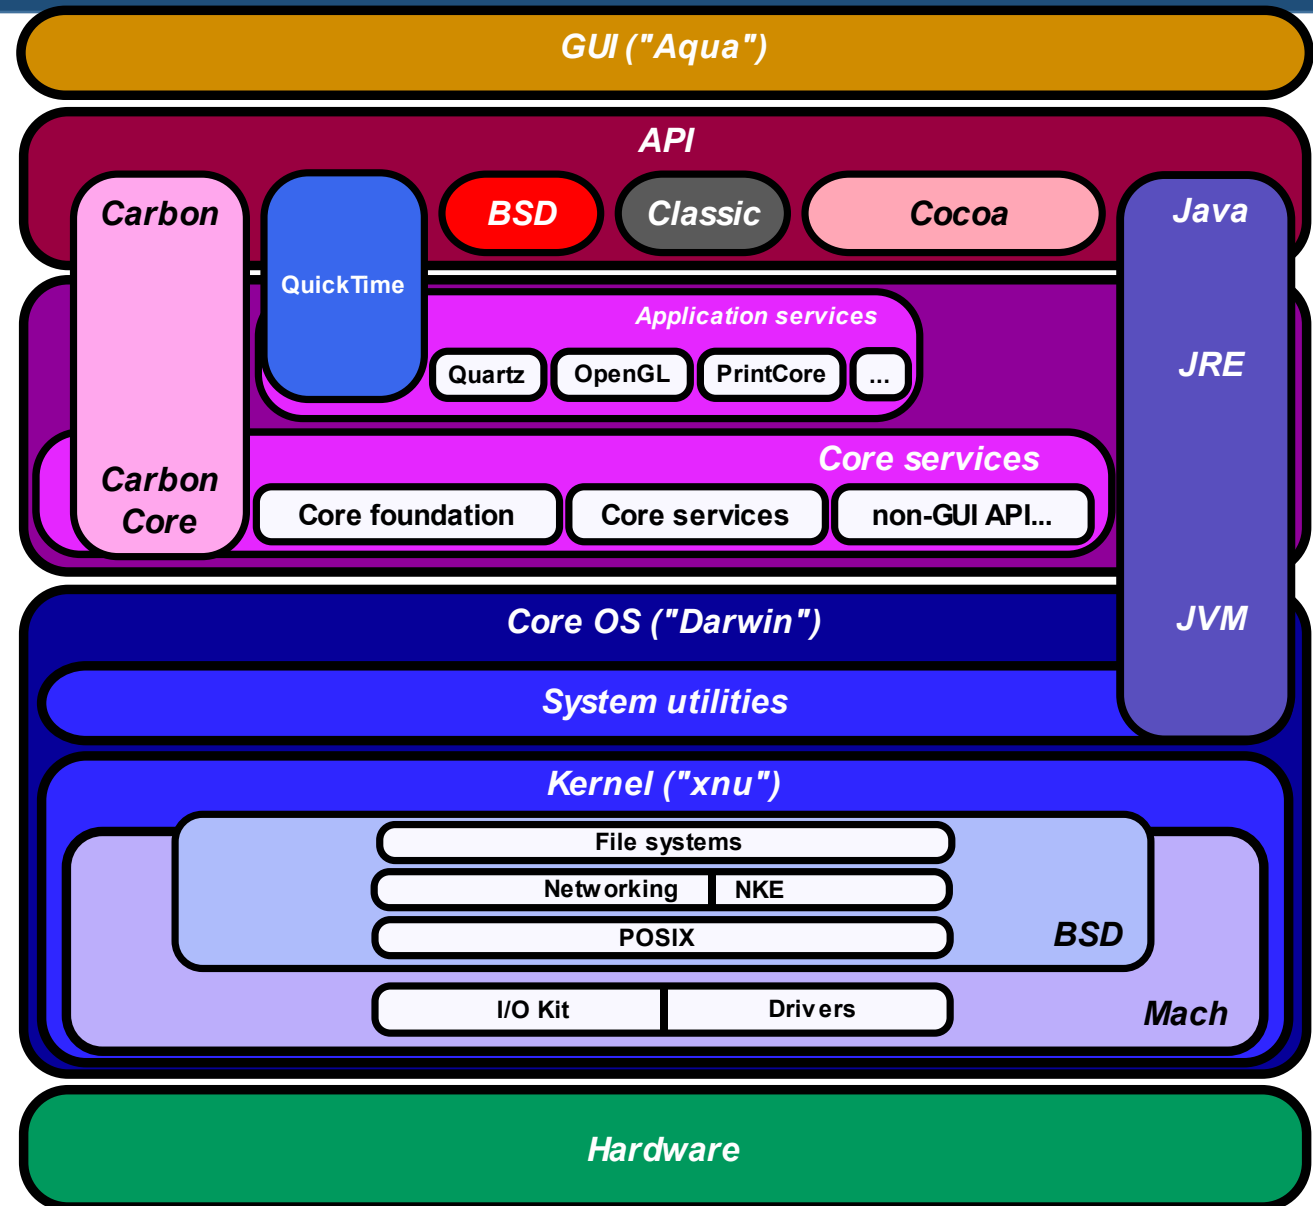 GUI ("Aqua")
API
Carbon
QuickTime
BSD
Classic
Cocoa
Java
Application services
Quartz
OpenGL
PrintCore
...
JRE
Core services
Carbon
Core
Core foundation
Core services
non-GUI API...
Core OS ("Darwin")
JVM
System utilities
Kernel ("xnu")
File systems
Networking
NKE
POSIX
BSD
I/O Kit
Drivers
Mach
Hardware